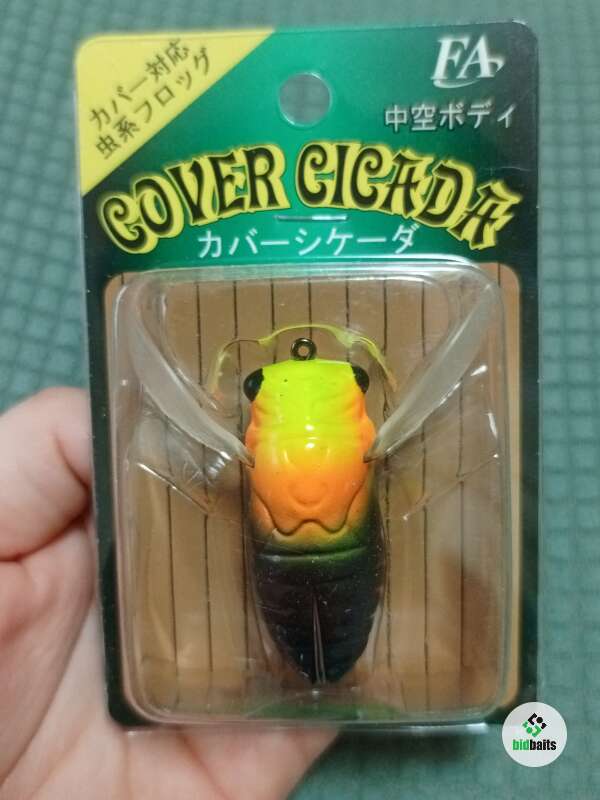 カバー対応
虫系フロッグ
FA
中空ボディ
COVER CICADA
カバーシケーダ
bidbaits